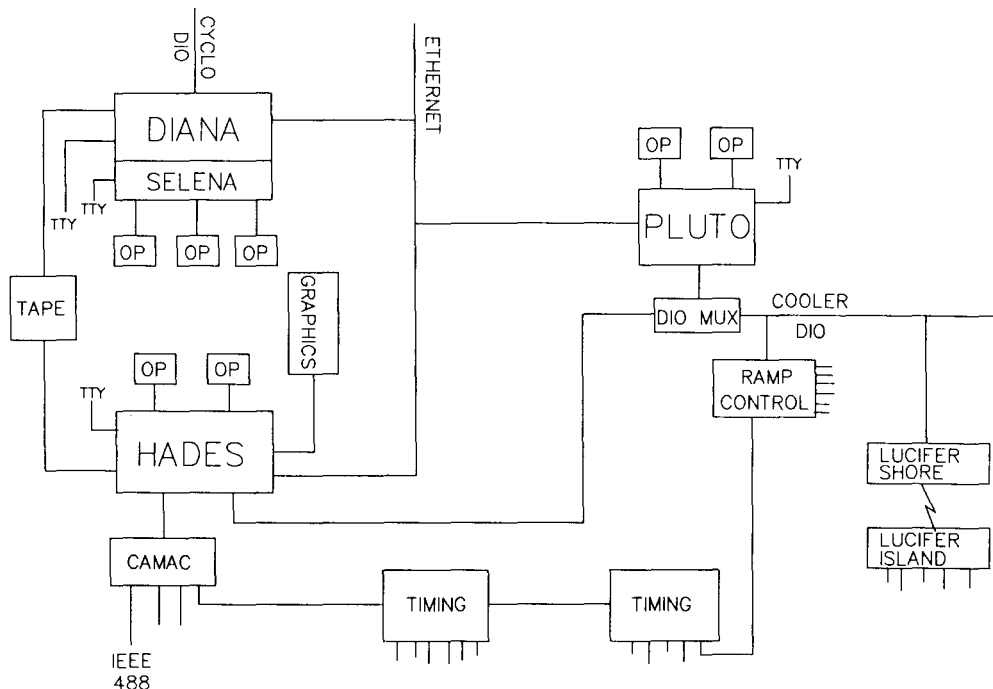 CYCLO
DIO
ETHERNET
DIANA
SELENA
TTY
TTY
OP
OP
OP
TAPE
GRAPHICS
OP
OP
TTY
PLUTO
DIO MUX
COOLER
DIO
RAMP
CONTROL
OP
OP
TTY
HADES
LUCIFER
SHORE
LUCIFER
ISLAND
CAMAC
TIMING
TIMING
IEEE
488